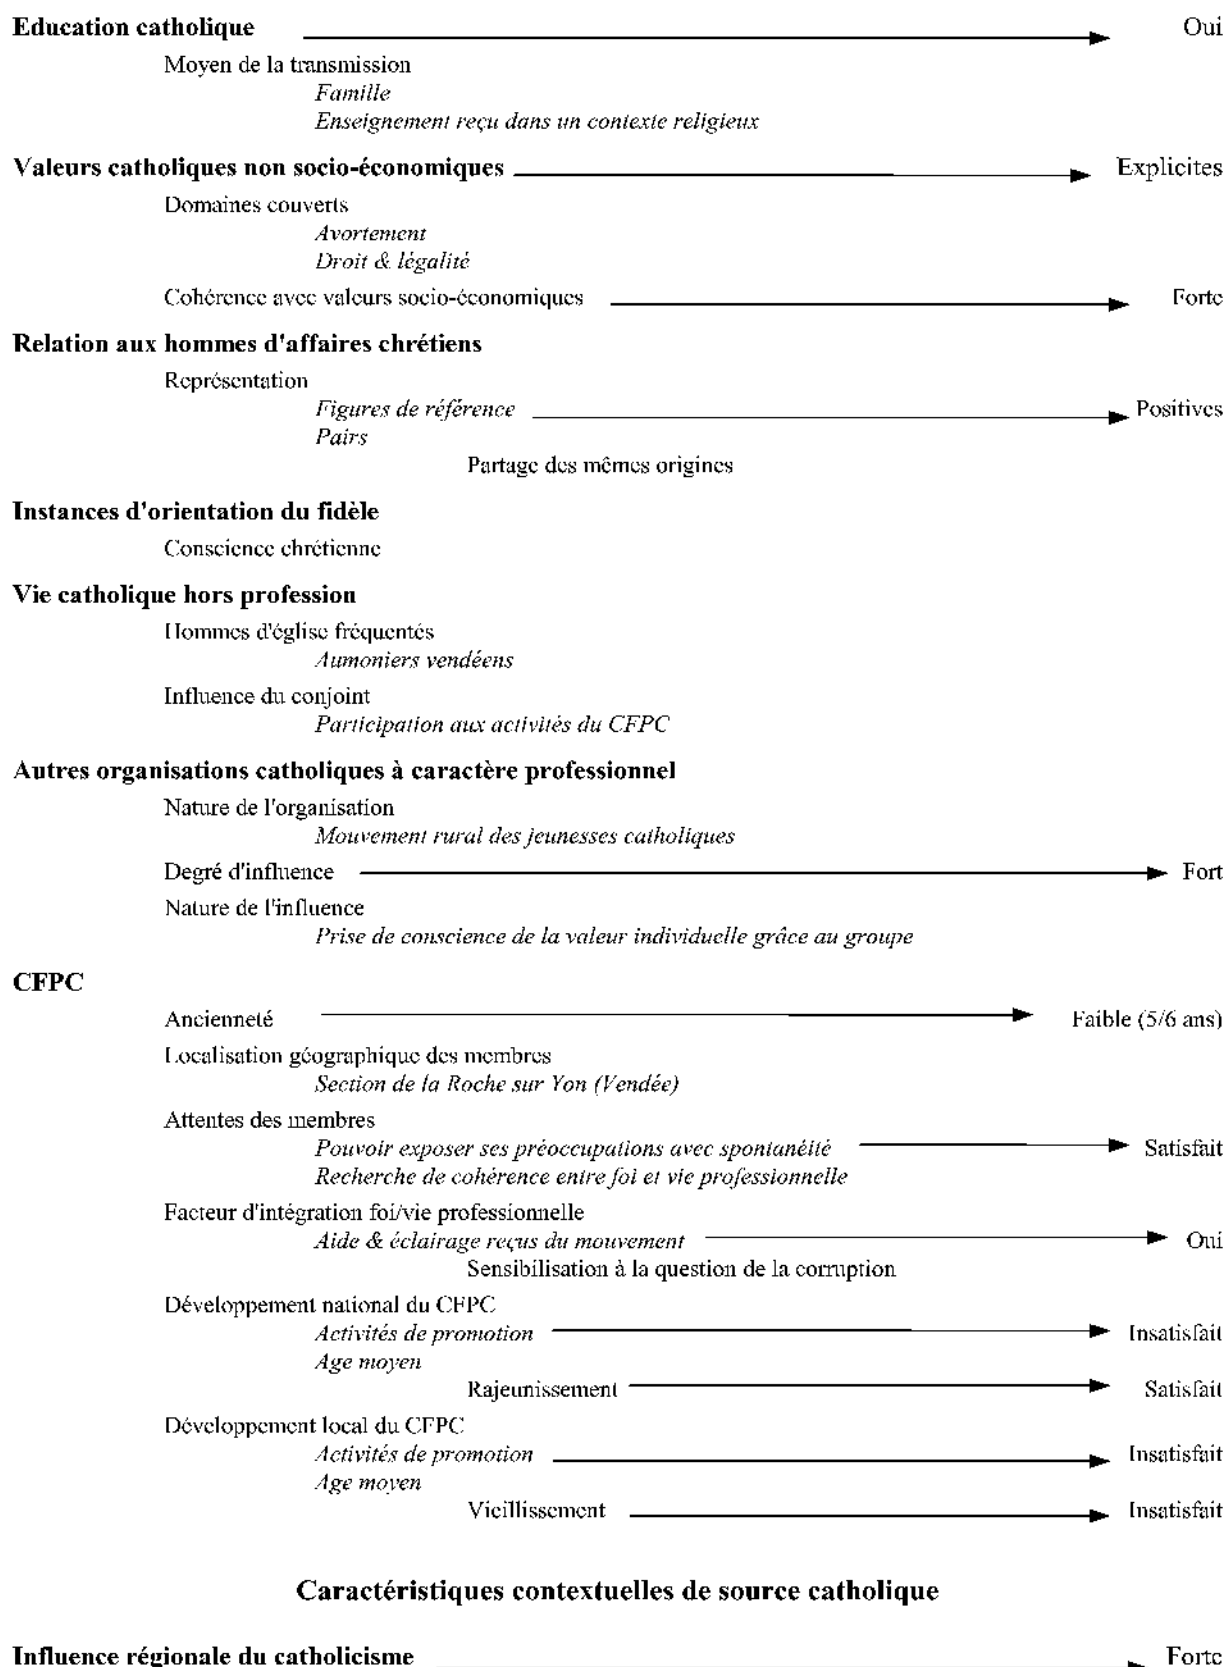 Education catholique Oui
Moyen de la transmission
Famille
Enseignement reçu dans un contexte religieux
Valeurs catholiques non socio-économiques Explicites
Domaines couverts
Avortement
Droit & légalité
Cohérence avec valeurs socio-économiques Forte
Relation aux hommes d'affaires chrétiens
Représentation
Figures de référence Positives
Pairs
Partage des mêmes origines
Instances d'orientation du fidèle
Conscience chrétienne
Vie catholique hors profession
Hommes d'église fréquentés
Aumoniers vendéens
Influence du conjoint
Participation aux activités du CFPC
Autres organisations catholiques à caractère professionnel
Nature de l'organisation
Mouvement rural des jeunesses catholiques
Degré d'influence Fort
Nature de l'influence
Prise de conscience de la valeur individuelle grâce au groupe
CFPC
Ancienneté Faible (5/6 ans)
Localisation géographique des membres
Section de la Roche sur Yon (Vendée)
Attentes des membres
Pouvoir exposer ses préoccupations avec spontanéité Satisfait
Recherche de cohérence entre foi et vie professionnelle
Facteur d'intégration foi/vie professionnelle
Aide & éclairage reçus du mouvement Oui
Sensibilisation à la question de la corruption
Développement national du CFPC
Activités de promotion Insatisfait
Age moyen
Rajeunissement Satisfait
Développement local du CFPC
Activités de promotion Insatisfait
Age moyen
Vieillissement Insatisfait
Caractéristiques contextuelles de source catholique
Influence régionale du catholicisme Forte